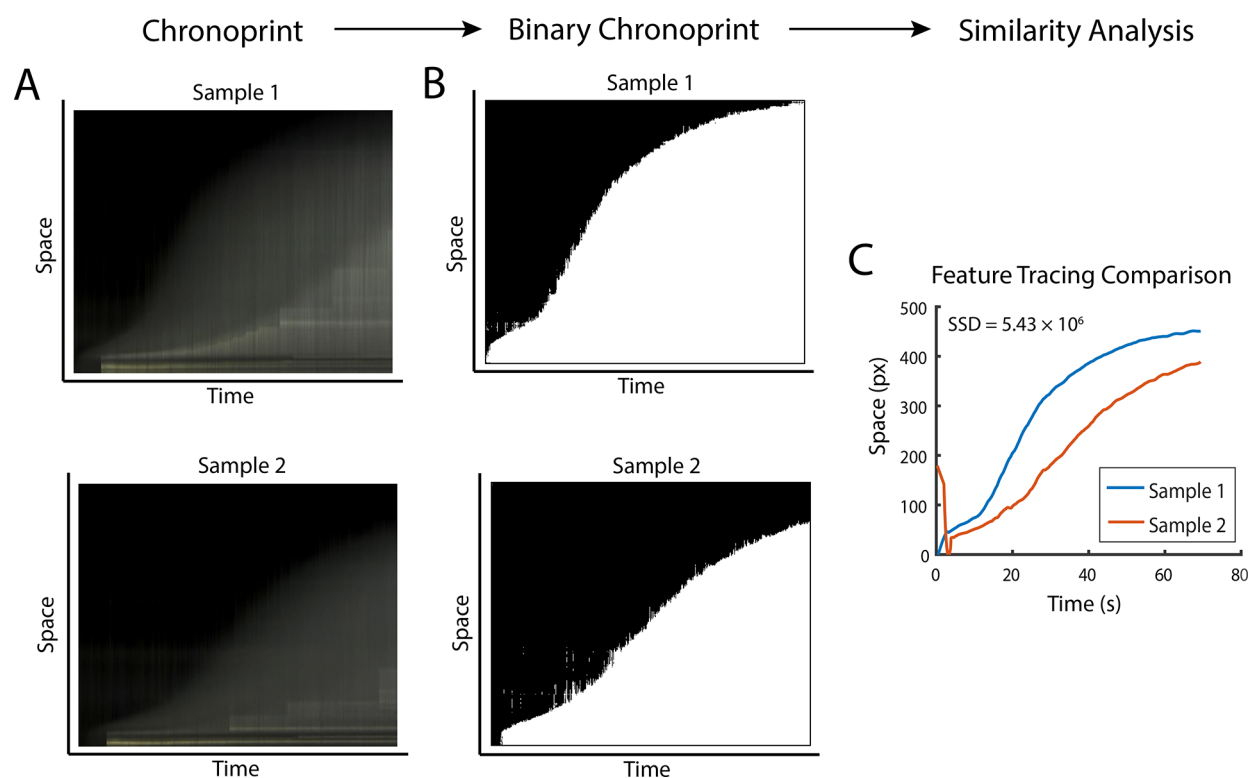 Chronoprint
Binary Chronoprint
Similarity Analysis
A
Sample 1
Space
Time
Sample 2
Space
Time
B
Sample 1
Space
Time
Sample 2
Space
Time
C
Feature Tracing Comparison
SSD = 5.43 × 10⁶
500
400
300
200
100
0
Space (px)
0 20 40 60 80
Time (s)
Sample 1
Sample 2